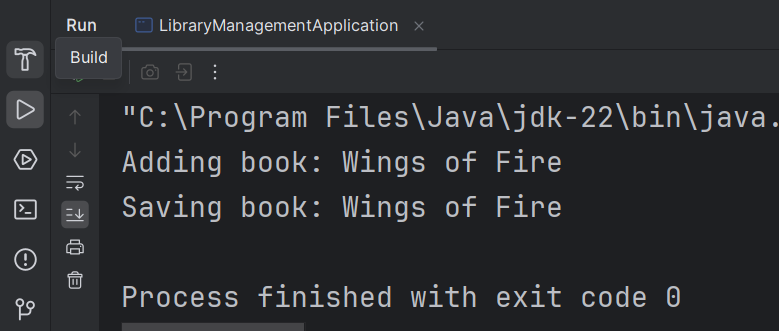 Run
LibraryManagementApplication
Build
"C:\Program Files\Java\jdk-22\bin\java.
Adding book: Wings of Fire
Saving book: Wings of Fire
Process finished with exit code 0